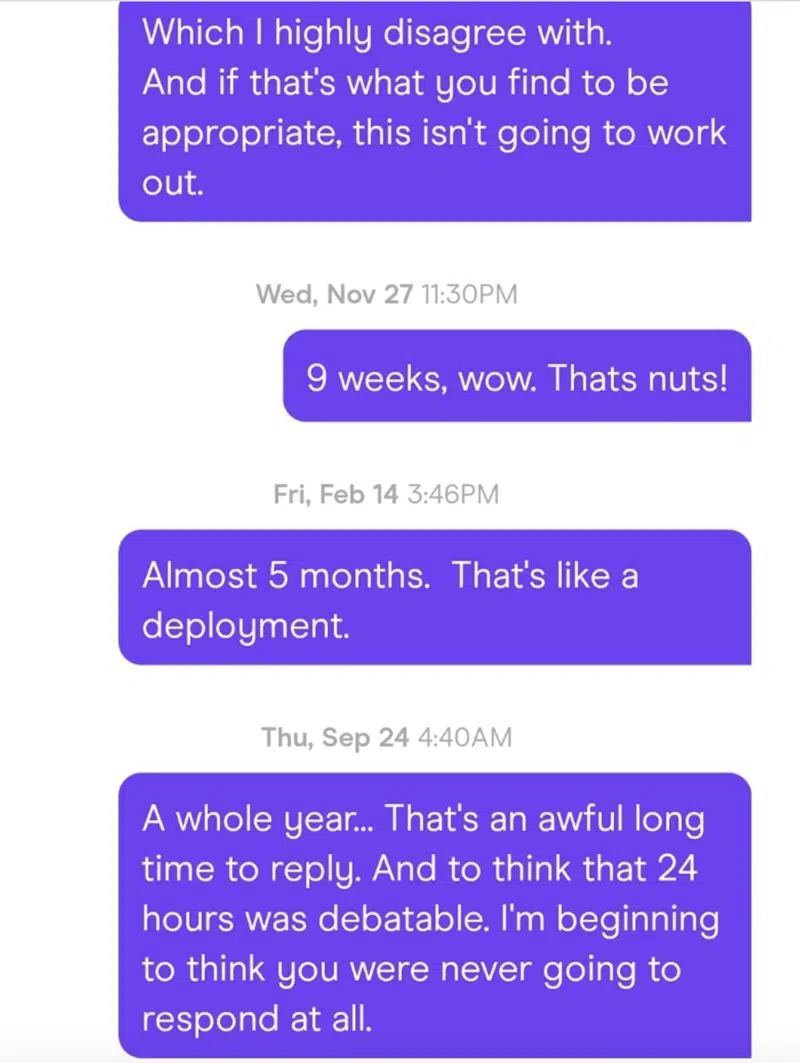 Which I highly disagree with.
And if that's what you find to be
appropriate, this isn't going to work
out.
Wed, Nov 27 11:30PM
9 weeks, wow. Thats nuts!
Fri, Feb 14 3:46PM
Almost 5 months.  That's like a
deployment.
Thu, Sep 24 4:40AM
A whole year... That's an awful long
time to reply. And to think that 24
hours was debatable. I'm beginning
to think you were never going to
respond at all.